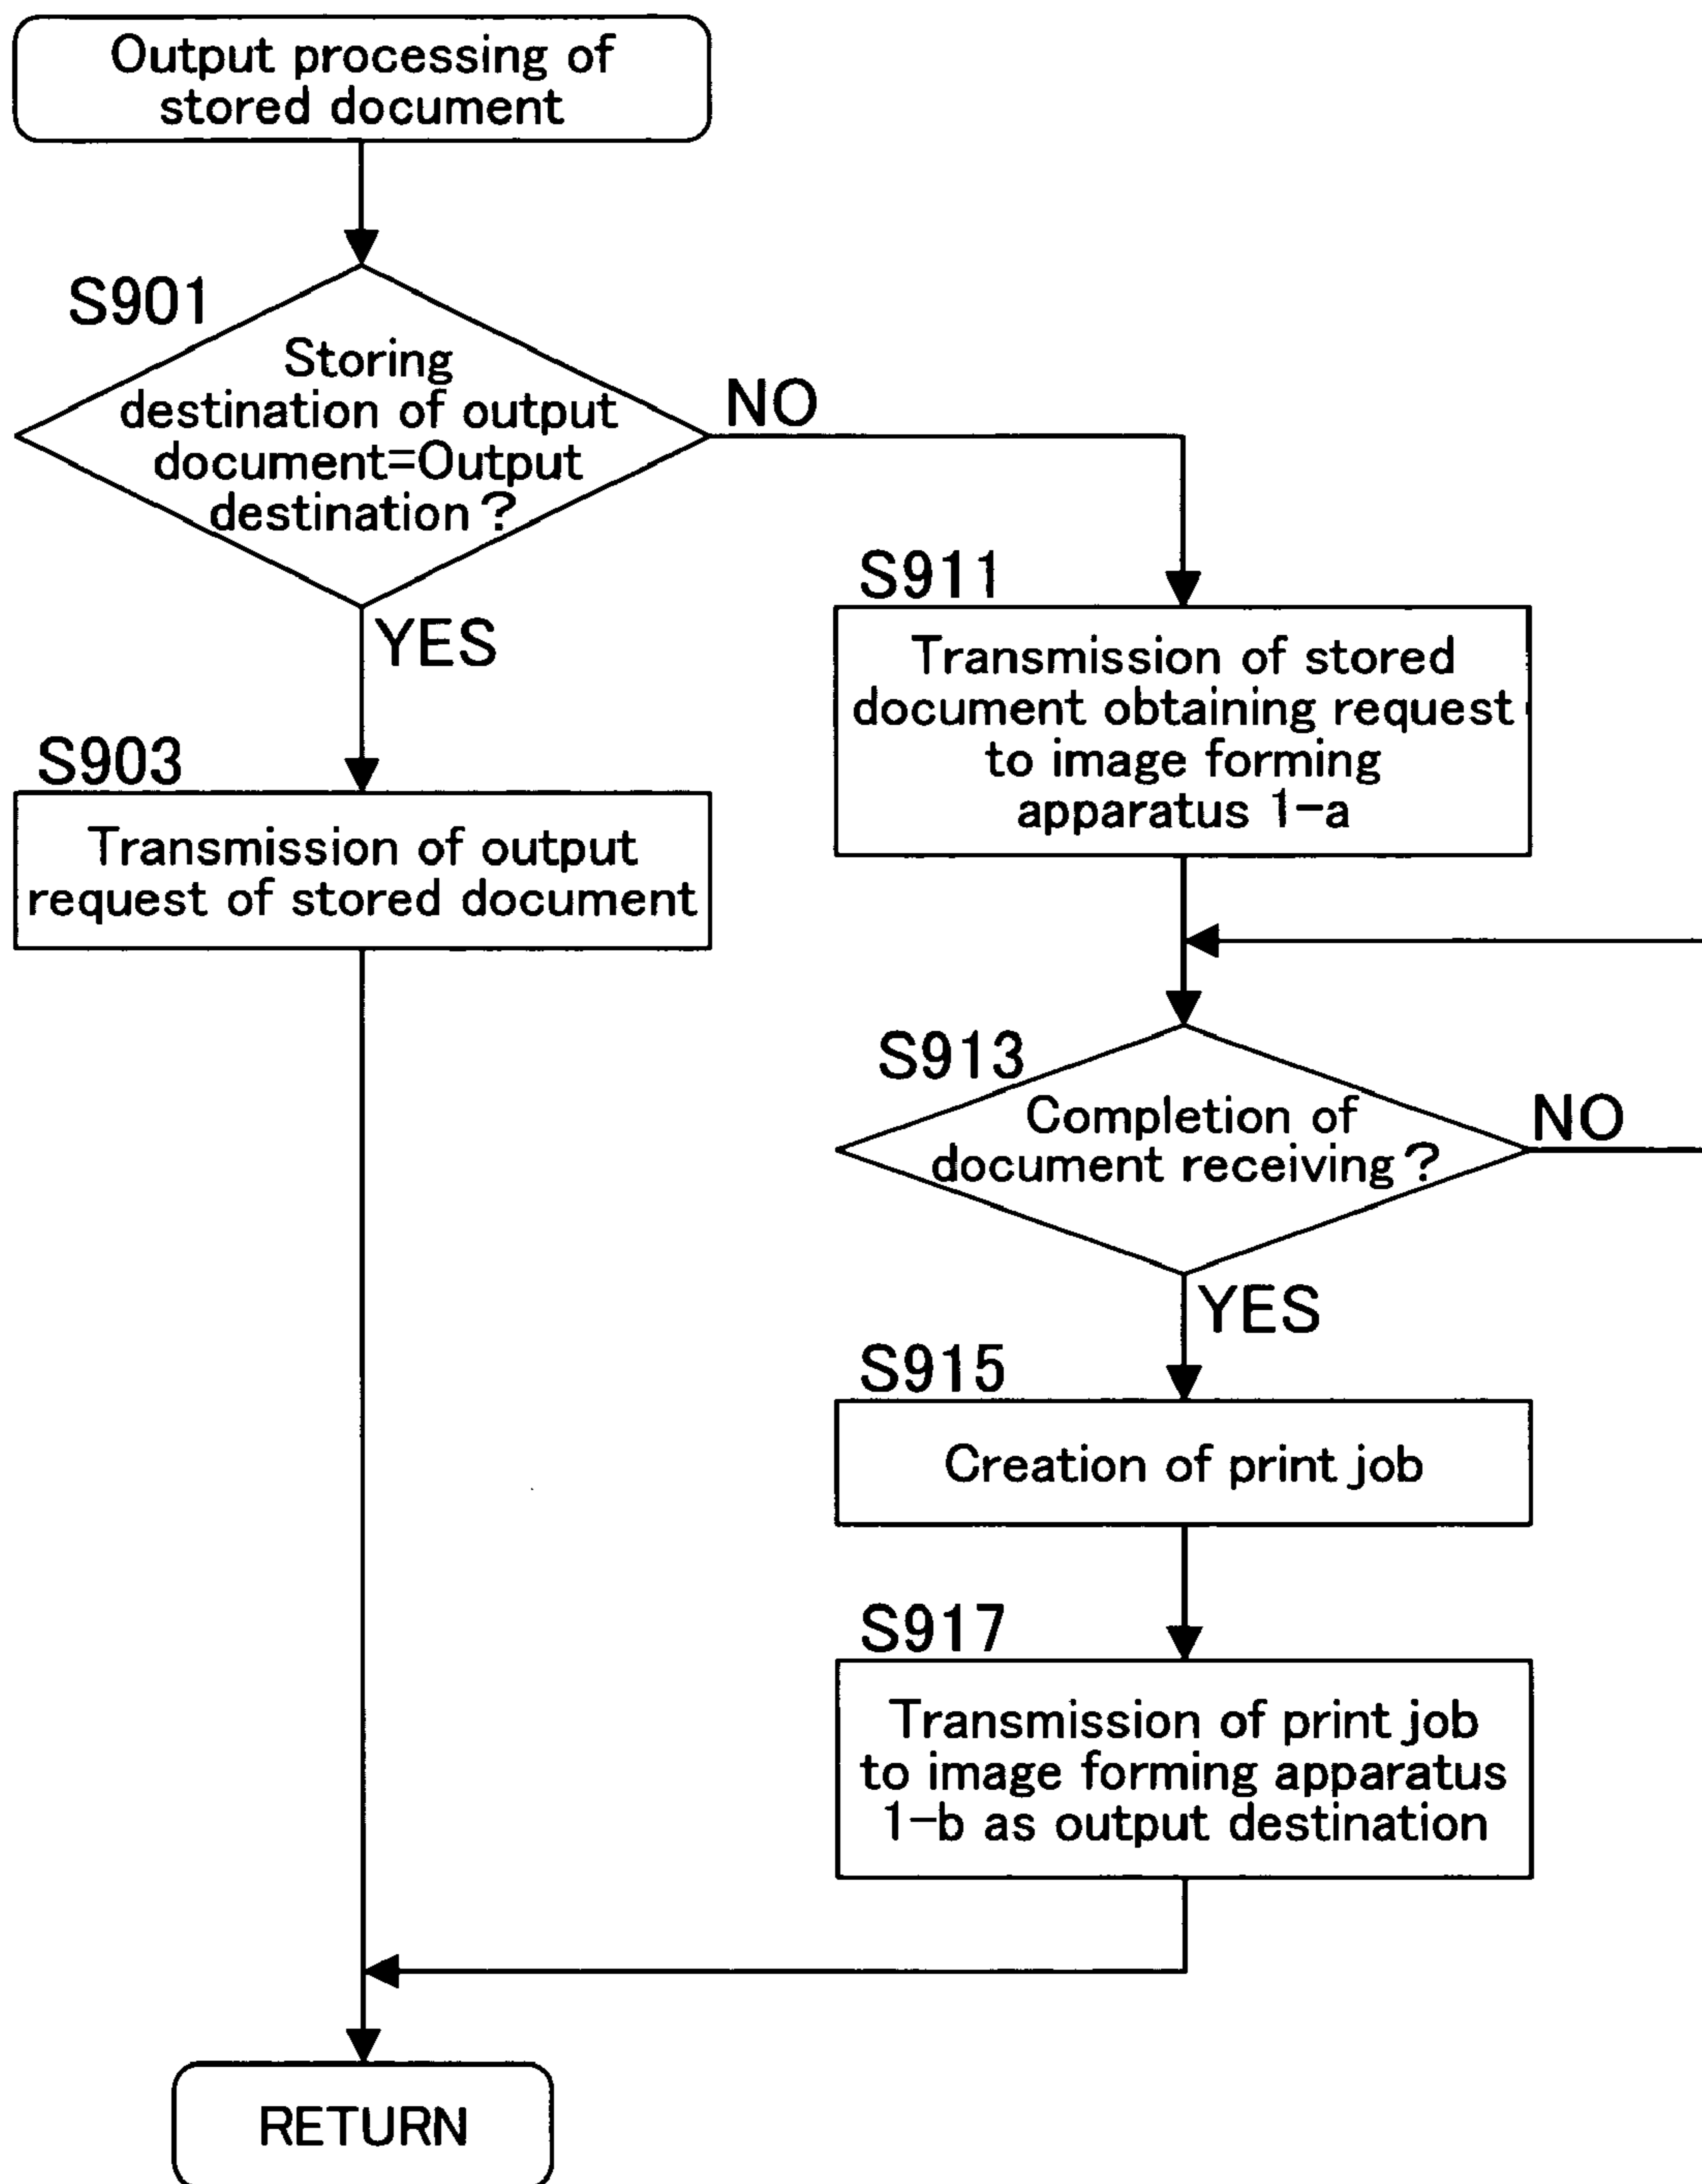 Output processing of
stored document
S901
Storing
destination of output
document=Output
destination?
NO
YES
S903
Transmission of output
request of stored document
S911
Transmission of stored
document obtaining request
to image forming
apparatus 1-a
S913
Completion of
document receiving?
NO
YES
S915
Creation of print job
S917
Transmission of print job
to image forming apparatus
1-b as output destination
RETURN